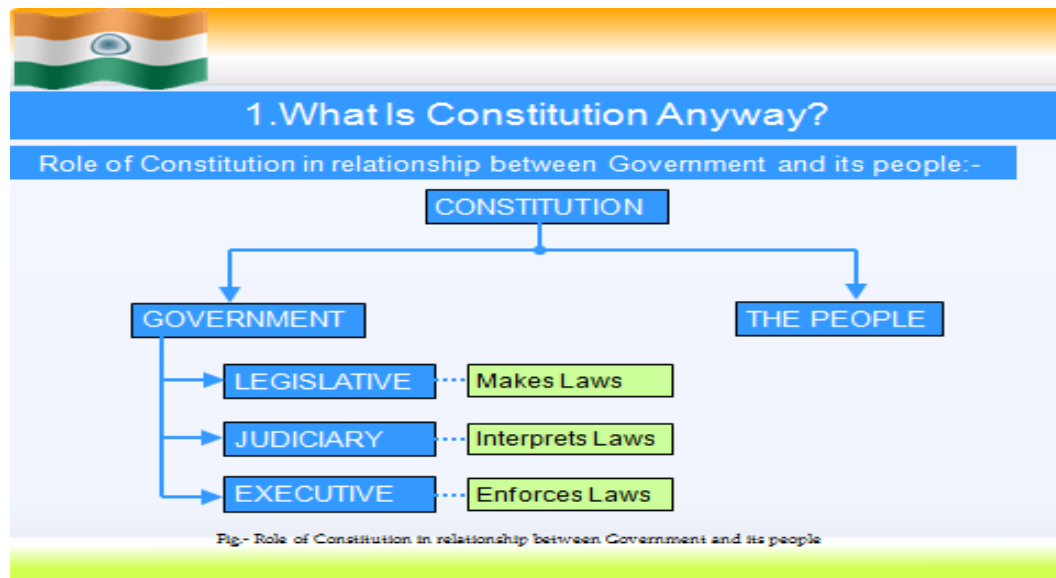 1.What Is Constitution Anyway?
Role of Constitution in relationship between Government and its people:-
CONSTITUTION
GOVERNMENT
THE PEOPLE
LEGISLATIVE
Makes Laws
JUDICIARY
Interprets Laws
EXECUTIVE
Enforces Laws
Fig.- Role of Constitution in relationship between Government and its people